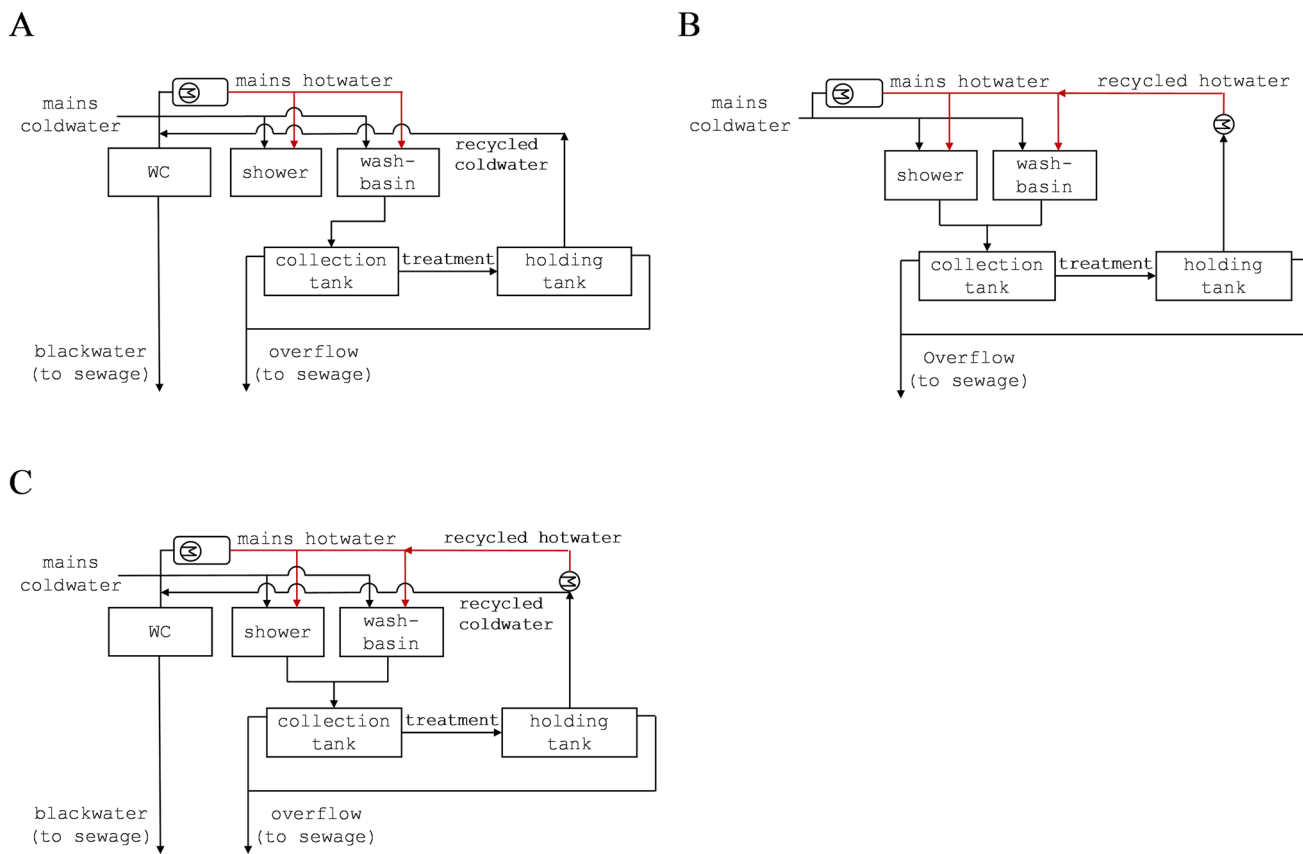 A
mains hotwater
mains
coldwater
recycled
coldwater
WC
shower
wash-
basin
collection
tank
treatment
holding
tank
blackwater
(to sewage)
overflow
(to sewage)
B
mains hotwater
recycled hotwater
mains
coldwater
shower
wash-
basin
collection
tank
treatment
holding
tank
Overflow
(to sewage)
C
mains hotwater
recycled hotwater
mains
coldwater
recycled
coldwater
WC
shower
wash-
basin
collection
tank
treatment
holding
tank
blackwater
(to sewage)
overflow
(to sewage)